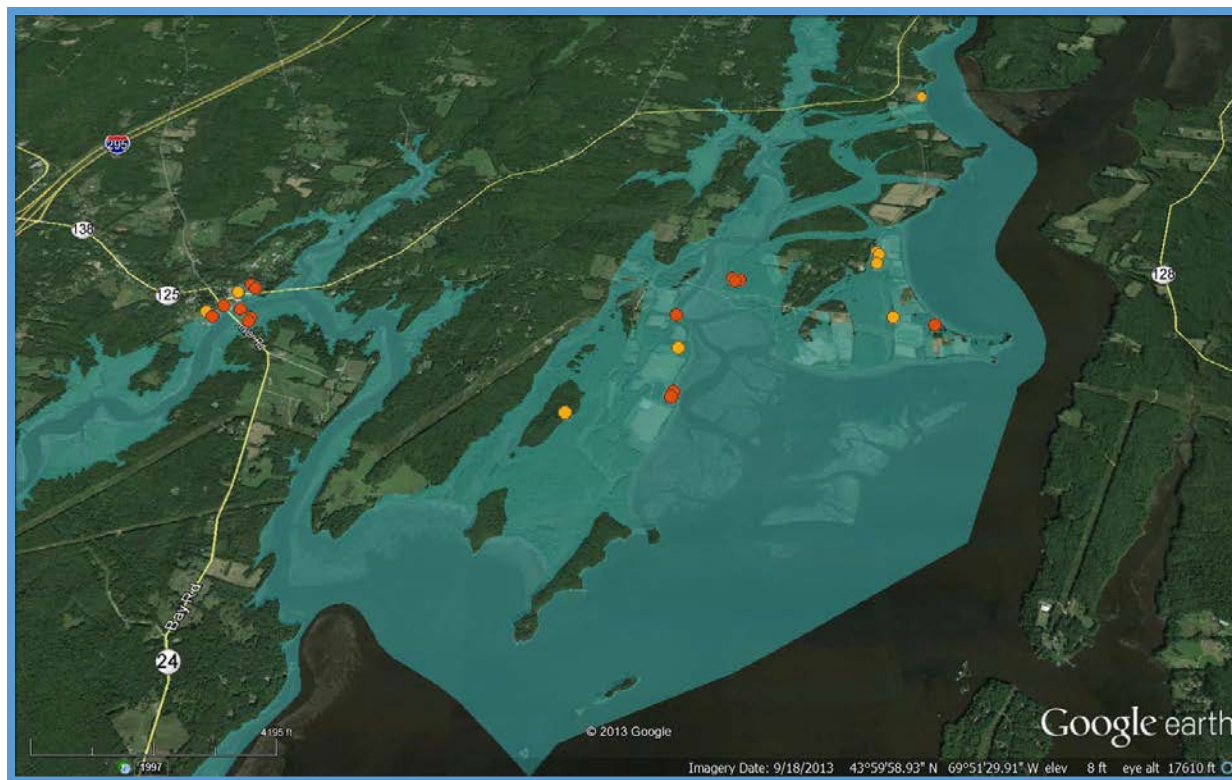 295
138
125
128
Bay Rd
24
4195 ft
© 2013 Google
Google earth
1997
Imagery Date: 9/18/2013 43°59'58.93" N 69°51'29.91" W elev 8 ft eye alt 17610 ft